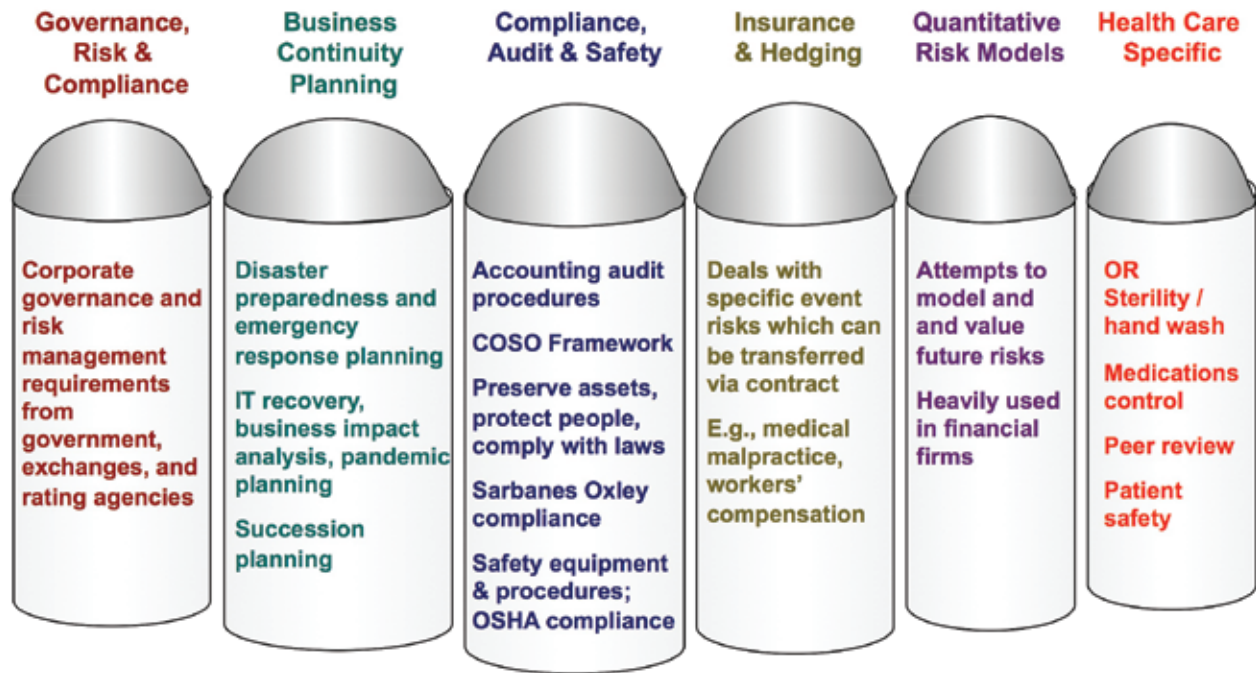 Governance,
Risk &
Compliance
Business
Continuity
Planning
Compliance,
Audit & Safety
Insurance
& Hedging
Quantitative
Risk Models
Health Care
Specific
Corporate
governance and
risk
management
requirements
from
government,
exchanges, and
rating agencies
Disaster
preparedness and
emergency
response planning
IT recovery,
business impact
analysis, pandemic
planning
Succession
planning
Accounting audit
procedures
COSO Framework
Preserve assets,
protect people,
comply with laws
Sarbanes Oxley
compliance
Safety equipment
& procedures;
OSHA compliance
Deals with
specific event
risks which can
be transferred
via contract
E.g., medical
malpractice,
workers’
compensation
Attempts to
model and
and value
future risks
Heavily used
in financial
firms
OR
Sterility /
hand wash
Medications
control
Peer review
Patient
safety